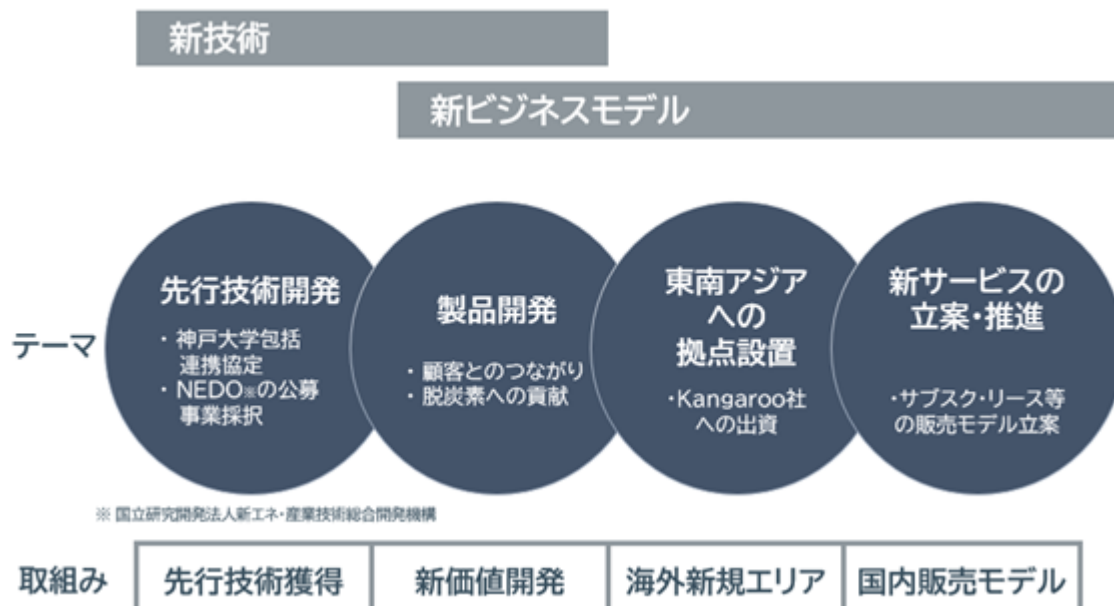 新技術
新ビジネスモデル
テーマ
先行技術開発
・神戸大学包括
連携協定
・NEDO※の公募
事業採択
製品開発
・顧客とのつながり
・脱炭素への貢献
東南アジア
への
拠点設置
・Kangaroo社
への出資
新サービスの
立案・推進
・サブスク・リース等
の販売モデル立案
※ 国立研究開発法人新エネ・産業技術総合開発機構
取組み
先行技術獲得
新価値開発
海外新規エリア
国内販売モデル